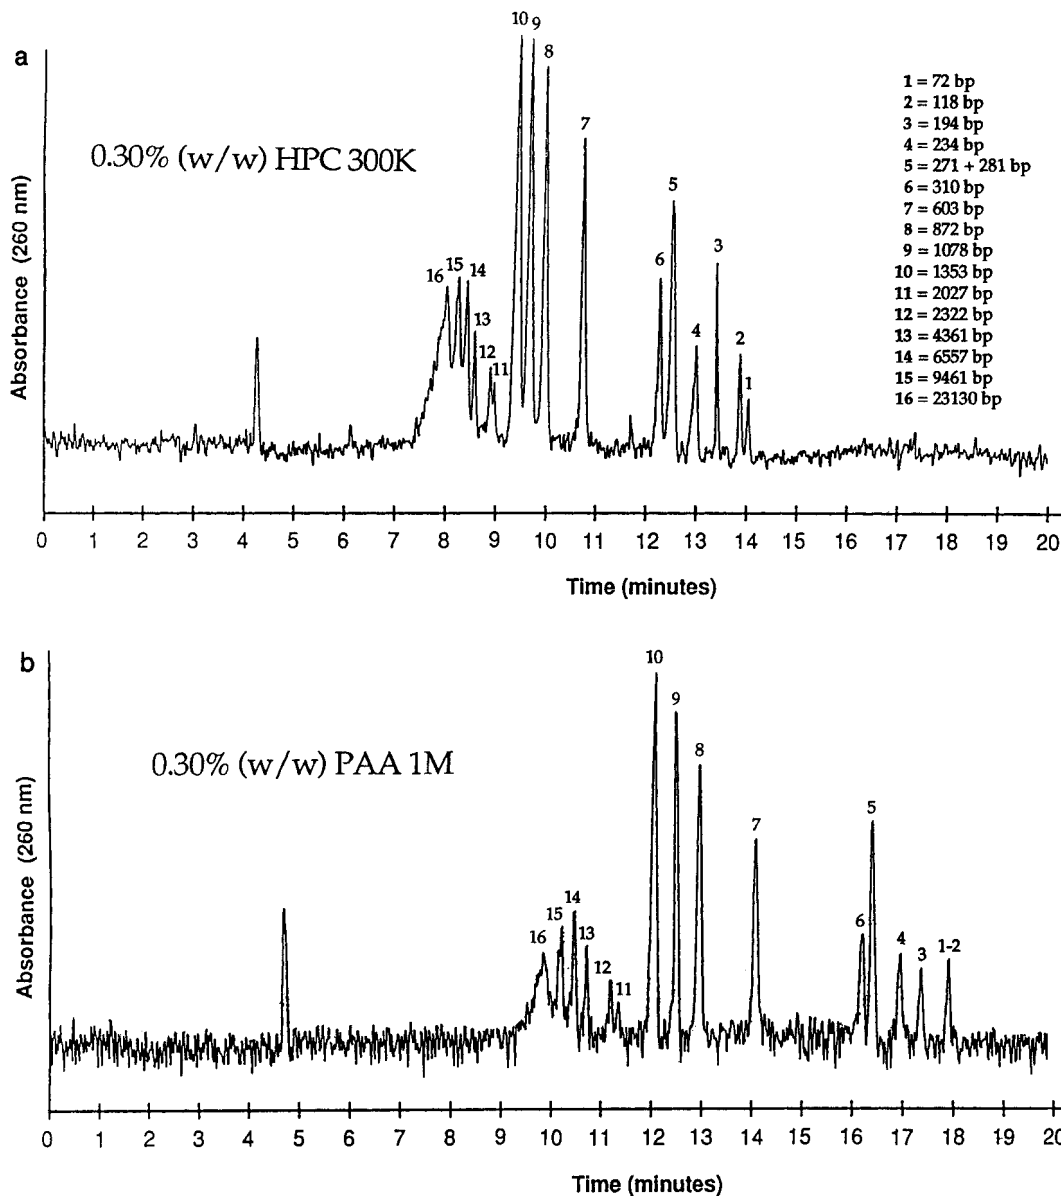 a
0.30% (w/w) HPC 300K
Absorbance (260 nm)
10 9
8
7
5
6
3
4
2
1
16
15
14
13
12
11
1 = 72 bp
2 = 118 bp
3 = 194 bp
4 = 234 bp
5 = 271 + 281 bp
6 = 310 bp
7 = 603 bp
8 = 872 bp
9 = 1078 bp
10 = 1353 bp
11 = 2027 bp
12 = 2322 bp
13 = 4361 bp
14 = 6557 bp
15 = 9461 bp
16 = 23130 bp
0 1 2 3 4 5 6 7 8 9 10 11 12 13 14 15 16 17 18 19 20
Time (minutes)
b
0.30% (w/w) PAA 1M
Absorbance (260 nm)
10
9
8
7
5
6
4
3
1-2
16
15
14
13
12
11
0 1 2 3 4 5 6 7 8 9 10 11 12 13 14 15 16 17 18 19 20
Time (minutes)